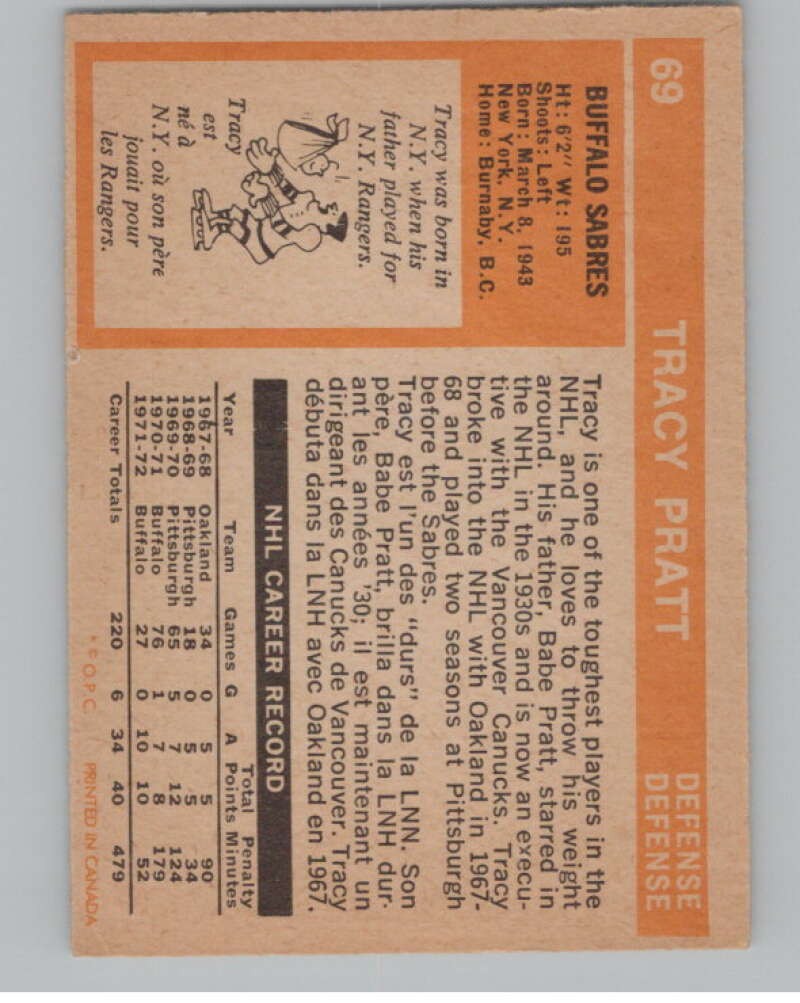 69
TRACY PRATT
DEFENSE
DEFENSE
BUFFALO SABRES
Ht: 6'2" Wt: 195
Shoots: Left
Born: March 8, 1943
New York, N.Y.
Home: Burnaby, B.C.
Tracy was born in
N.Y. when his
father played for
N.Y. Rangers.
Tracy
est
né à
N.Y. où son père
jouait pour
les Rangers.
Tracy is one of the toughest players in the
NHL, and he loves to throw his weight
around. His father, Babe Pratt, starred in
the NHL in the 1930s and is now an execu-
tive with the Vancouver Canucks. Tracy
broke into the NHL with Oakland in 1967-
68 and played two seasons at Pittsburgh
before the Sabres.
Tracy est l'un des "durs" de la LNN. Son
père, Babe Pratt, brilla dans la LNH dur-
ant les années '30; il est maintenant un
dirigeant des Canucks de Vancouver. Tracy
débuta dans la LNH avec Oakland en 1967.
NHL CAREER RECORD
Total Penalty
Year Team Games G A Points Minutes
1967-68 Oakland 34 0 5 5 90
1968-69 Pittsburgh 18 0 5 5 34
1969-70 Pittsburgh 65 5 7 12 124
1970-71 Buffalo 76 1 7 8 179
1971-72 Buffalo 27 0 10 10 52
Career Totals 220 6 34 40 479
* © O.P.C. PRINTED IN CANADA